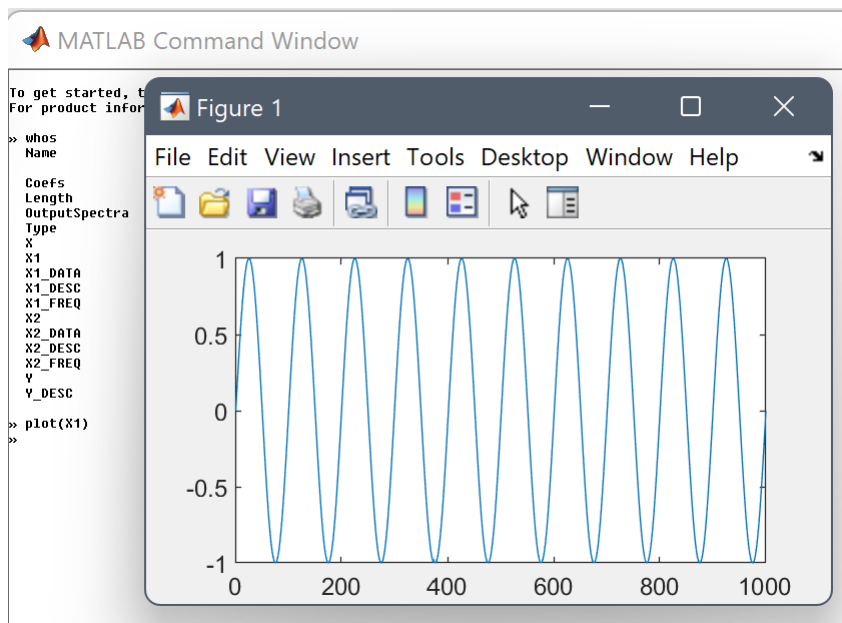 MATLAB Command Window
To get started, t
For product infor
» whos
Name
Coefs
Length
OutputSpectra
Type
X
X1
X1_DATA
X1_DESC
X1_FREQ
X2
X2_DATA
X2_DESC
X2_FREQ
Y
Y_DESC
» plot(X1)
»
Figure 1
File Edit View Insert Tools Desktop Window Help
1
0.5
0
-0.5
-1
0 200 400 600 800 1000